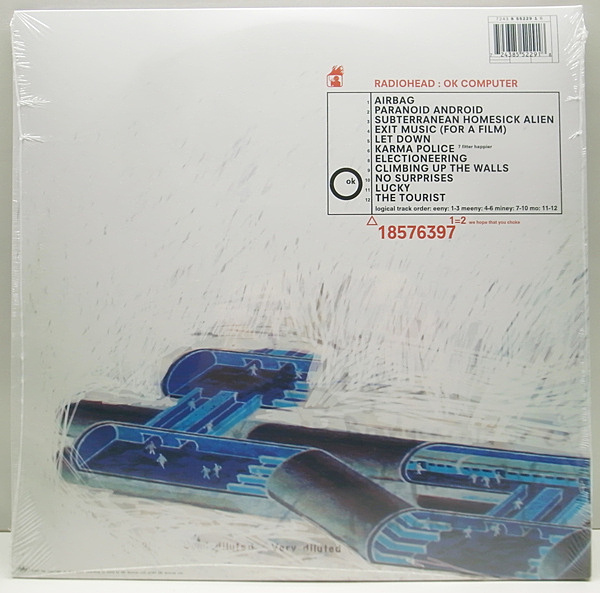 RADIOHEAD : OK COMPUTER
1 AIRBAG
2 PARANOID ANDROID
3 SUBTERRANEAN HOMESICK ALIEN
4 EXIT MUSIC (FOR A FILM)
5 LET DOWN
6 KARMA POLICE 7 fitter happier
8 ELECTIONEERING
9 CLIMBING UP THE WALLS
10 NO SURPRISES
11 LUCKY
12 THE TOURIST
ok
logical track order: eeny: 1-3 meeny: 4-6 miney: 7-10 mo: 11-12
1=2 we hope that you choke
18576397
diluted very diluted